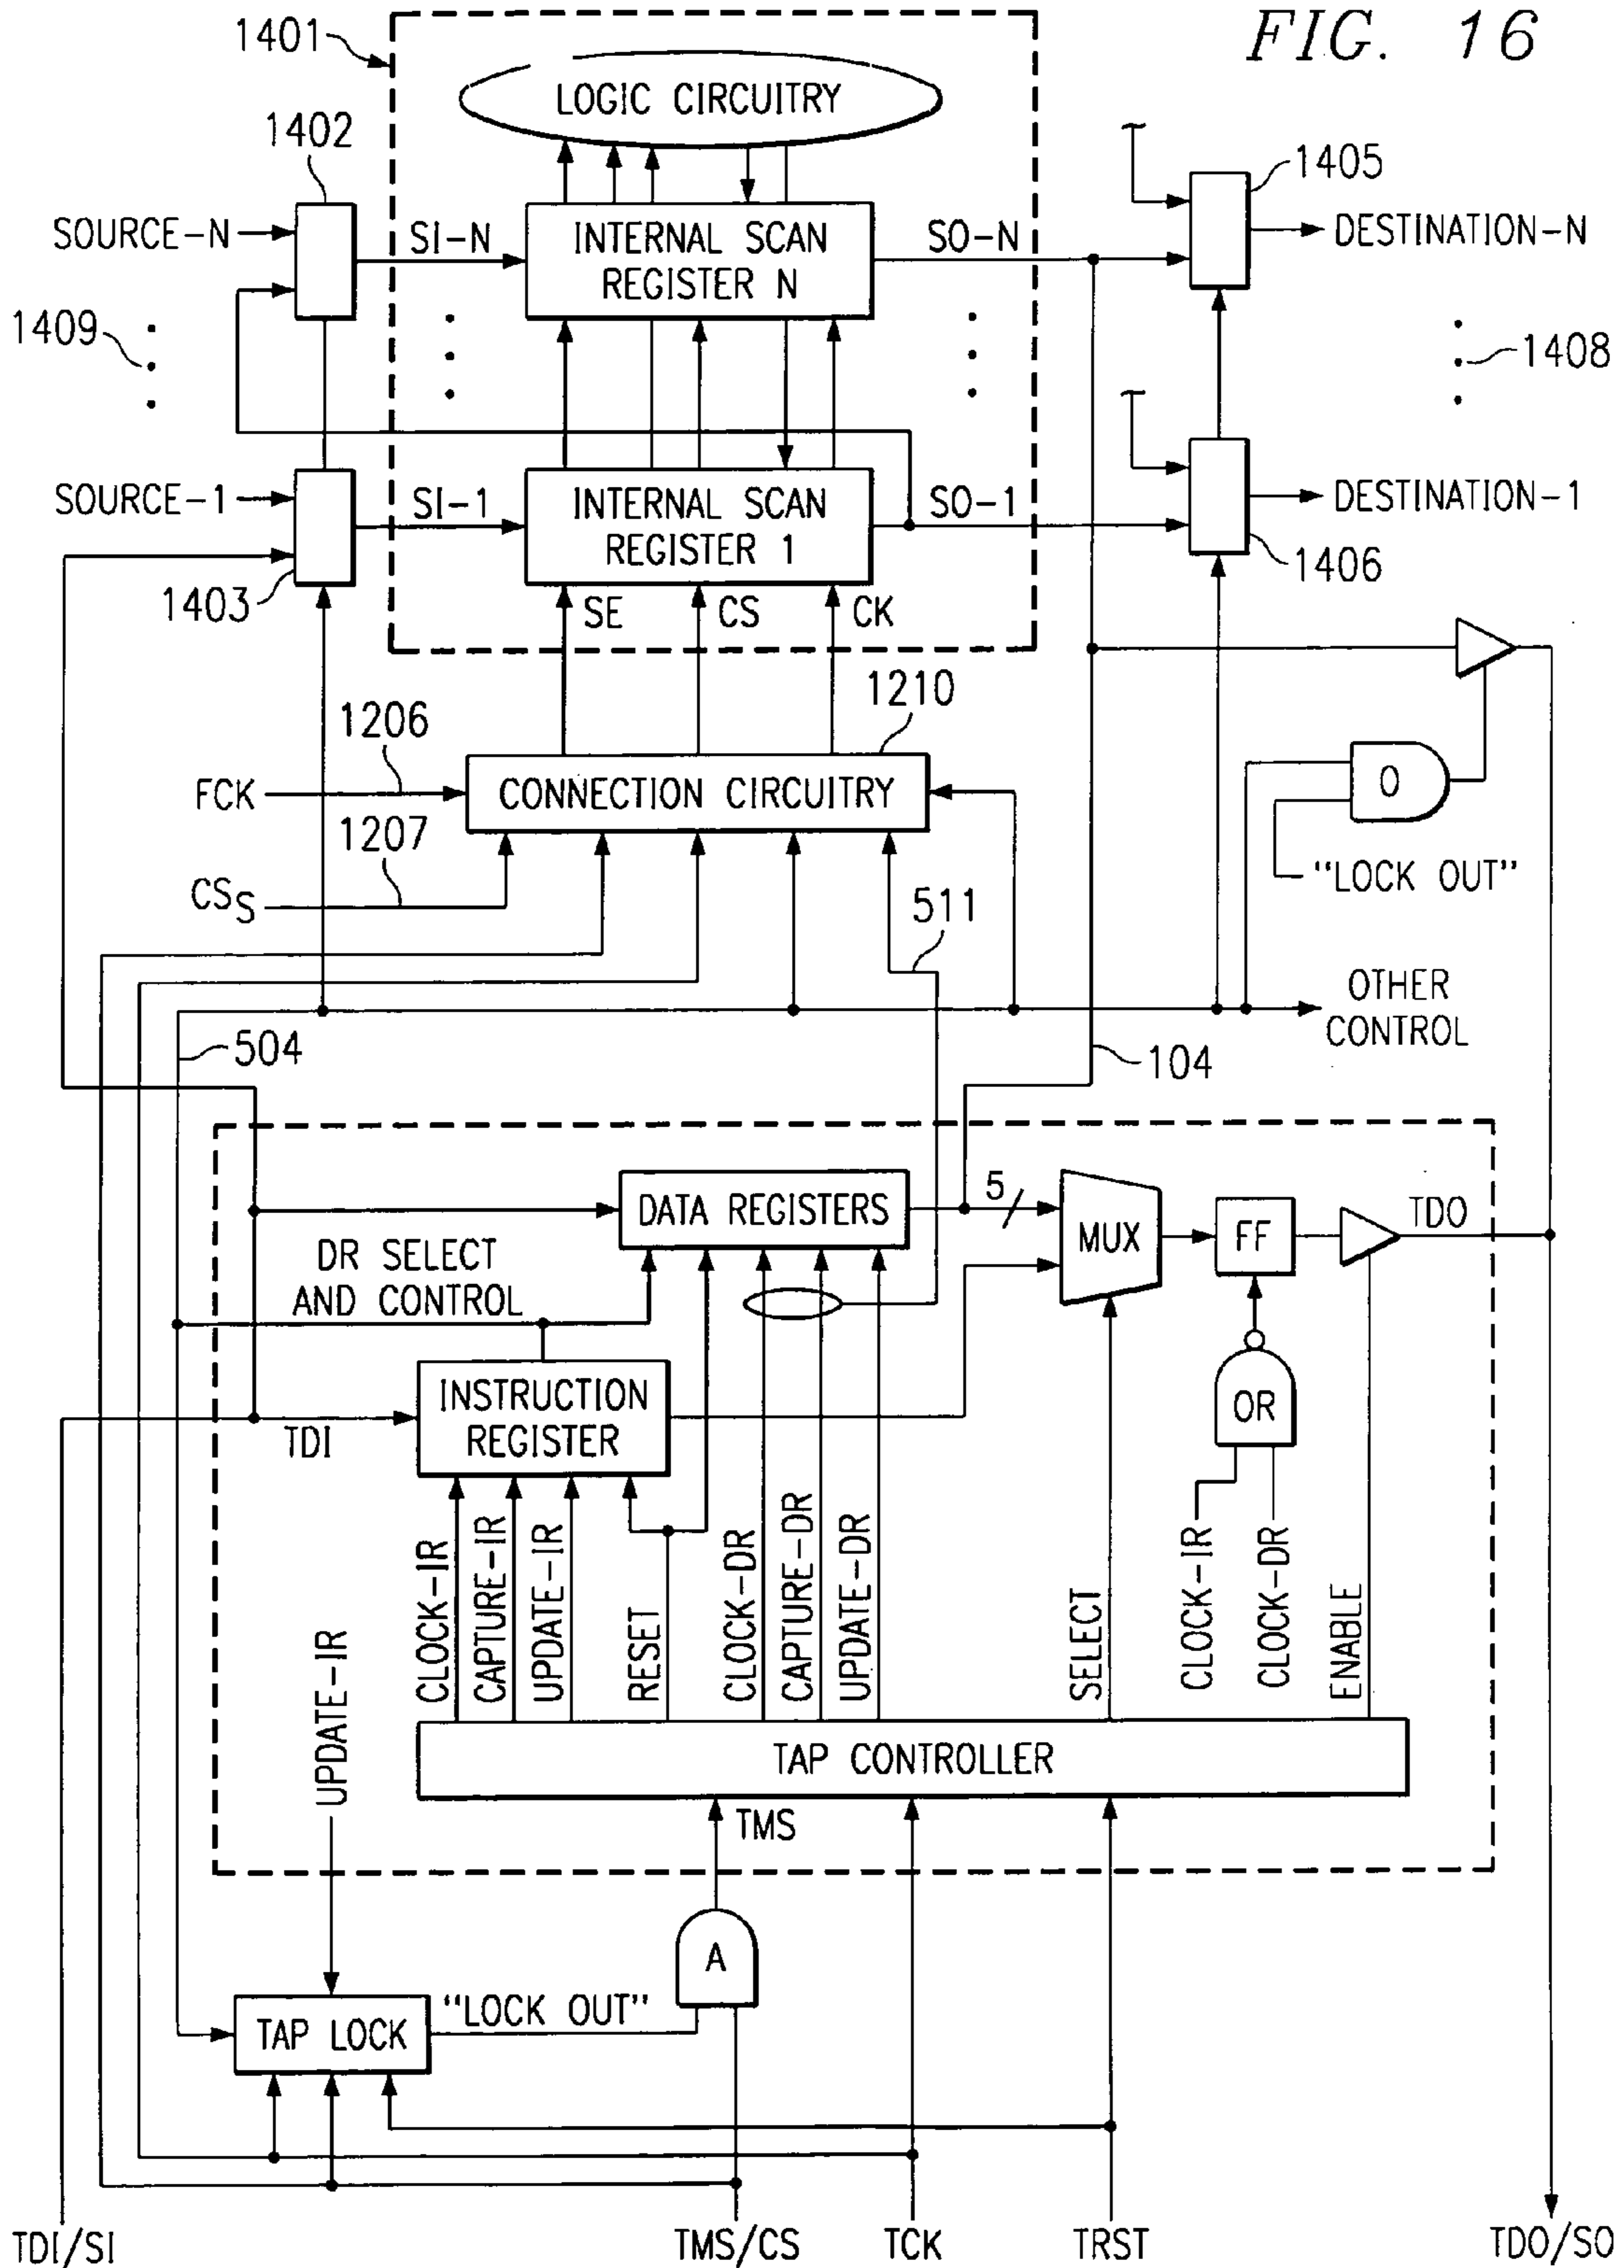 FIG. 16
1401
LOGIC CIRCUITRY
1402
1405
SOURCE-N
SI-N
INTERNAL SCAN
REGISTER N
SO-N
DESTINATION-N
1409
1408
SOURCE-1
SI-1
INTERNAL SCAN
REGISTER 1
SO-1
DESTINATION-1
1403
1406
SE
CS
CK
1210
1206
FCK
CONNECTION CIRCUITRY
O
1207
"LOCK OUT"
CSS
511
OTHER
CONTROL
504
104
DATA REGISTERS
5
MUX
FF
TDO
DR SELECT
AND CONTROL
INSTRUCTION
REGISTER
OR
TDI
CLOCK-IR
CAPTURE-IR
UPDATE-IR
RESET
CLOCK-DR
CAPTURE-DR
UPDATE-DR
SELECT
CLOCK-IR
CLOCK-DR
ENABLE
UPDATE-IR
TAP CONTROLLER
TMS
A
"LOCK OUT"
TAP LOCK
TDI/SI
TMS/CS
TCK
TRST
TDO/SO